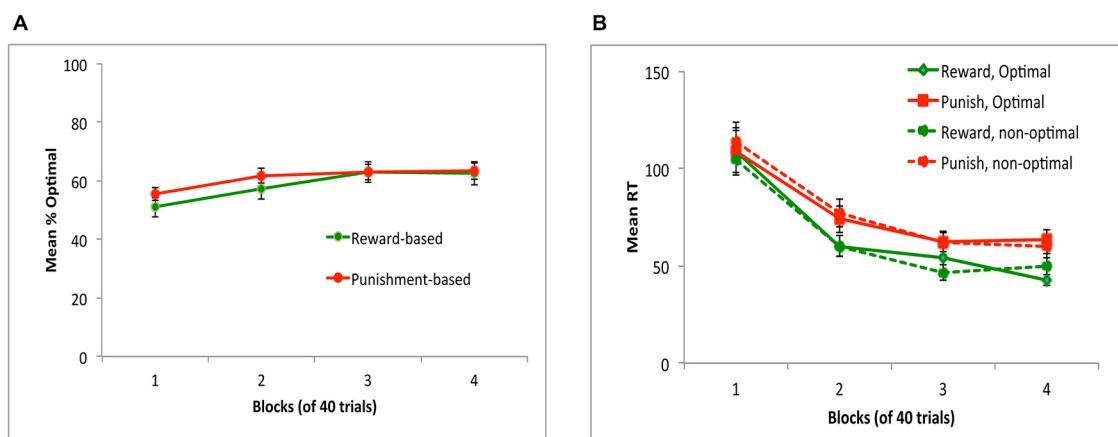 A
Mean % Optimal
100
80
60
40
20
0
Reward-based
Punishment-based
1 2 3 4
Blocks (of 40 trials)
B
Mean RT
150
100
50
0
Reward, Optimal
Punish, Optimal
Reward, non-optimal
Punish, non-optimal
1 2 3 4
Blocks (of 40 trials)